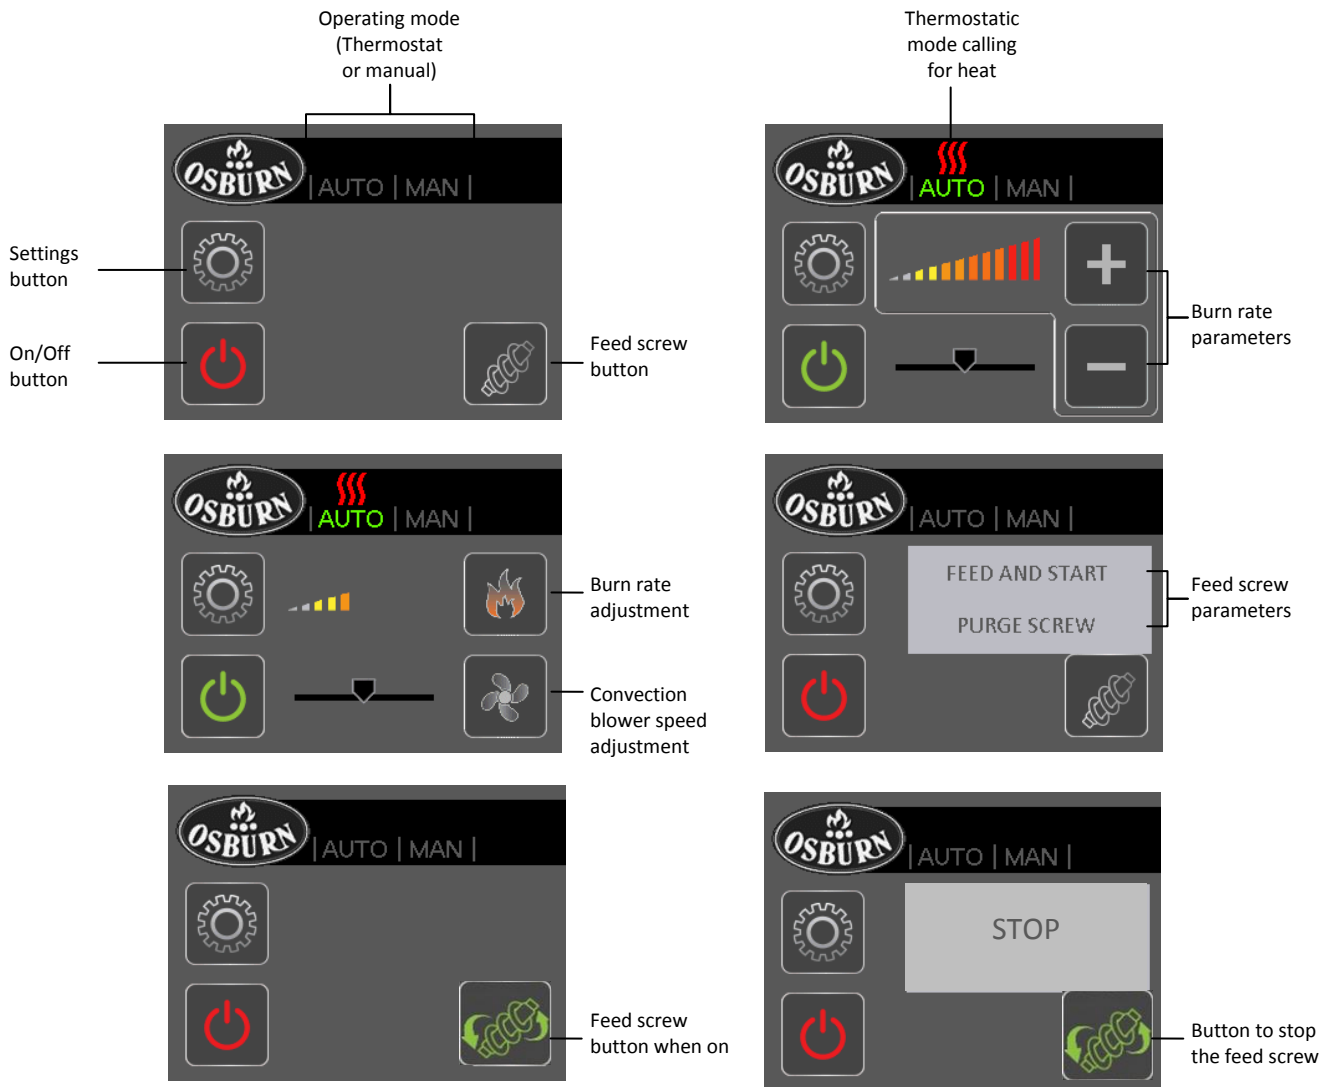 Operating mode
(Thermostat
or manual)
Thermostatic
mode calling
for heat
OSBURN
| AUTO | MAN |
OSBURN
| AUTO | MAN |
Settings
button
On/Off
button
Feed screw
button
Burn rate
parameters
OSBURN
| AUTO | MAN |
OSBURN
| AUTO | MAN |
Burn rate
adjustment
Convection
blower speed
adjustment
FEED AND START
PURGE SCREW
Feed screw
parameters
OSBURN
| AUTO | MAN |
OSBURN
| AUTO | MAN |
Feed screw
button when on
STOP
Button to stop
the feed screw